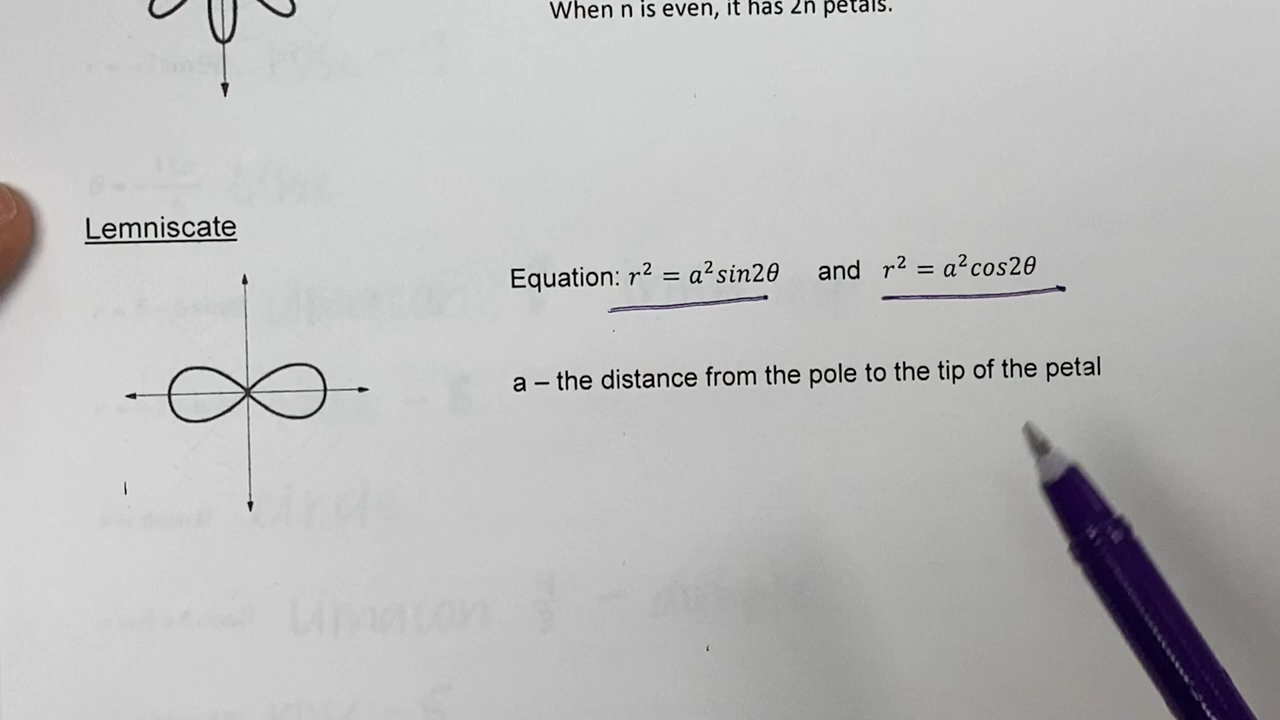 When n is even, it has 2n petals.
Lemniscate
Equation: r² = a²sin2θ and r² = a²cos2θ
a – the distance from the pole to the tip of the petal